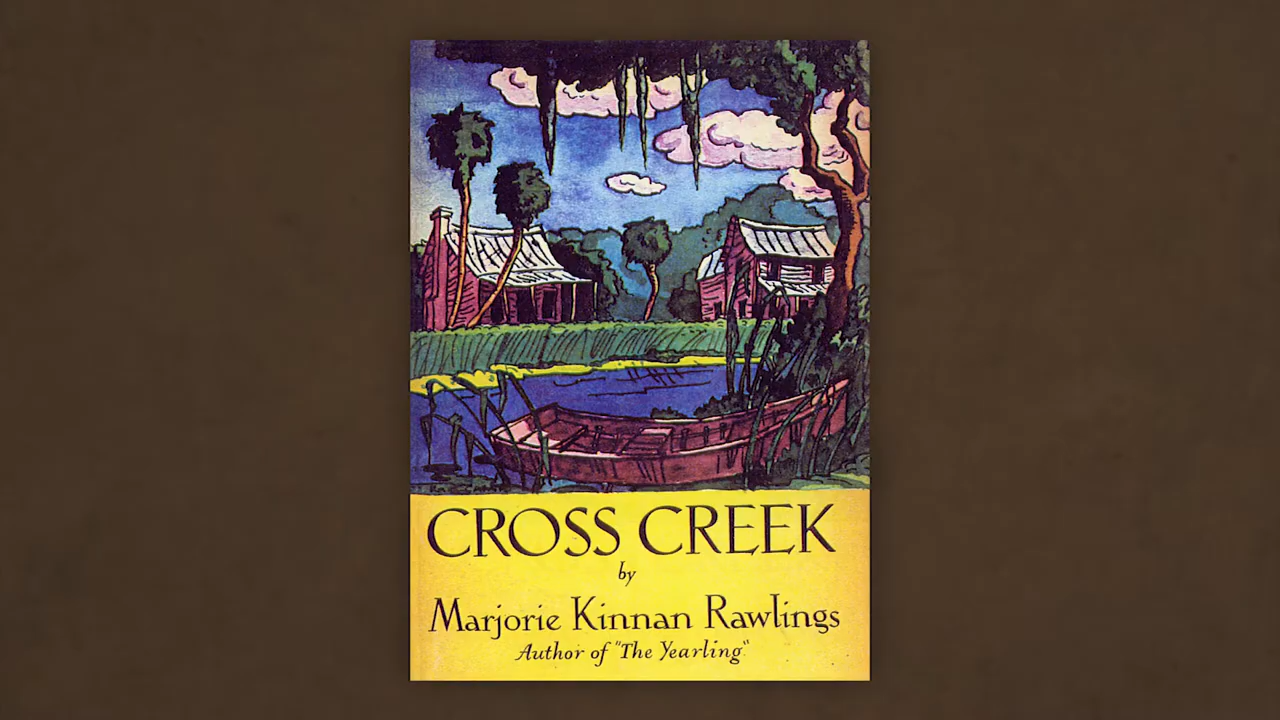 CROSS CREEK
by
Marjorie Kinnan Rawlings
Author of "The Yearling"